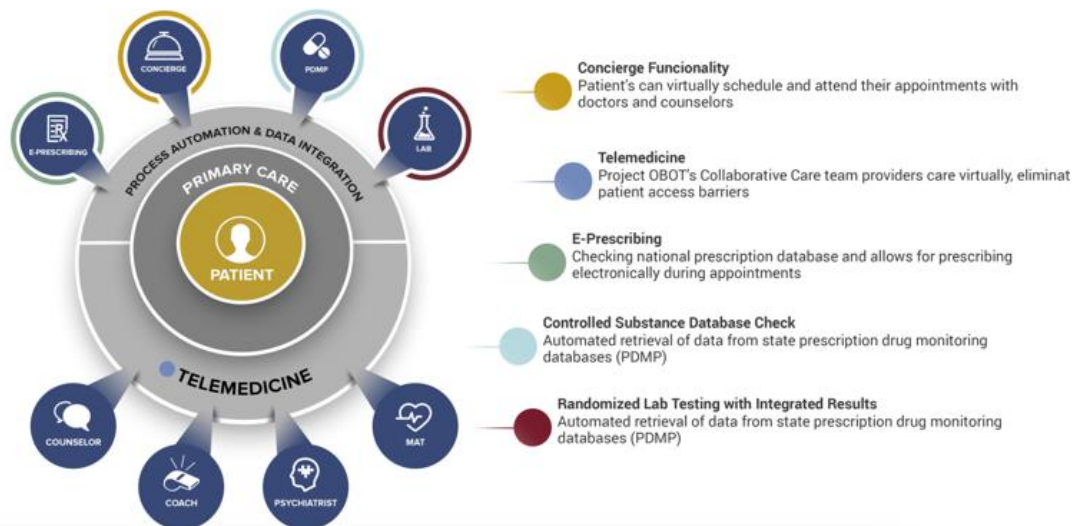 CONCIERGE
PDMP
E-PRESCRIBING
LAB
PROCESS AUTOMATION & DATA INTEGRATION
PRIMARY CARE
PATIENT
TELEMEDICINE
COUNSELOR
COACH
PSYCHIATRIST
MAT
Concierge Funcionality
Patient's can virtually schedule and attend their appointments with
doctors and counselors
Telemedicine
Project OBOT's Collaborative Care team providers care virtually, eliminat
patient access barriers
E-Prescribing
Checking national prescription database and allows for prescribing
electronically during appointments
Controlled Substance Database Check
Automated retrieval of data from state prescription drug monitoring
databases (PDMP)
Randomized Lab Testing with Integrated Results
Automated retrieval of data from state prescription drug monitoring
databases (PDMP)